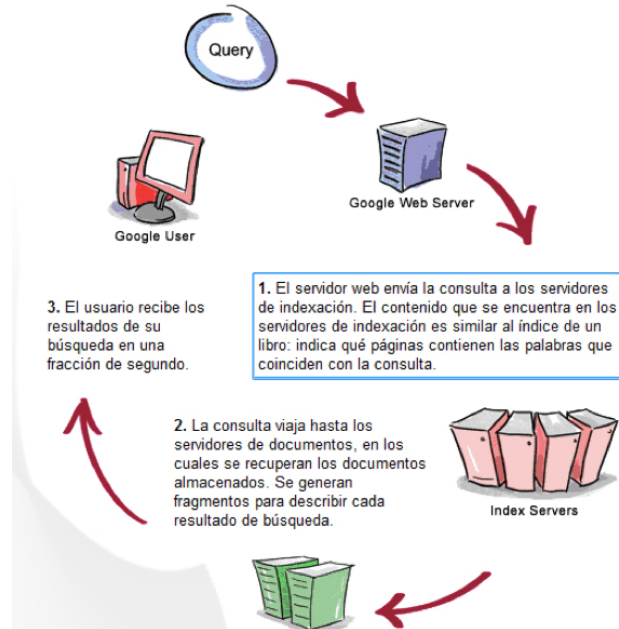 Query
Google Web Server
Google User
1. El servidor web envía la consulta a los servidores
de indexación. El contenido que se encuentra en los
servidores de indexación es similar al índice de un
libro: indica qué páginas contienen las palabras que
coinciden con la consulta.
3. El usuario recibe los
resultados de su
búsqueda en una
fracción de segundo.
2. La consulta viaja hasta los
servidores de documentos, en los
cuales se recuperan los documentos
almacenados. Se generan
fragmentos para describir cada
resultado de búsqueda.
Index Servers